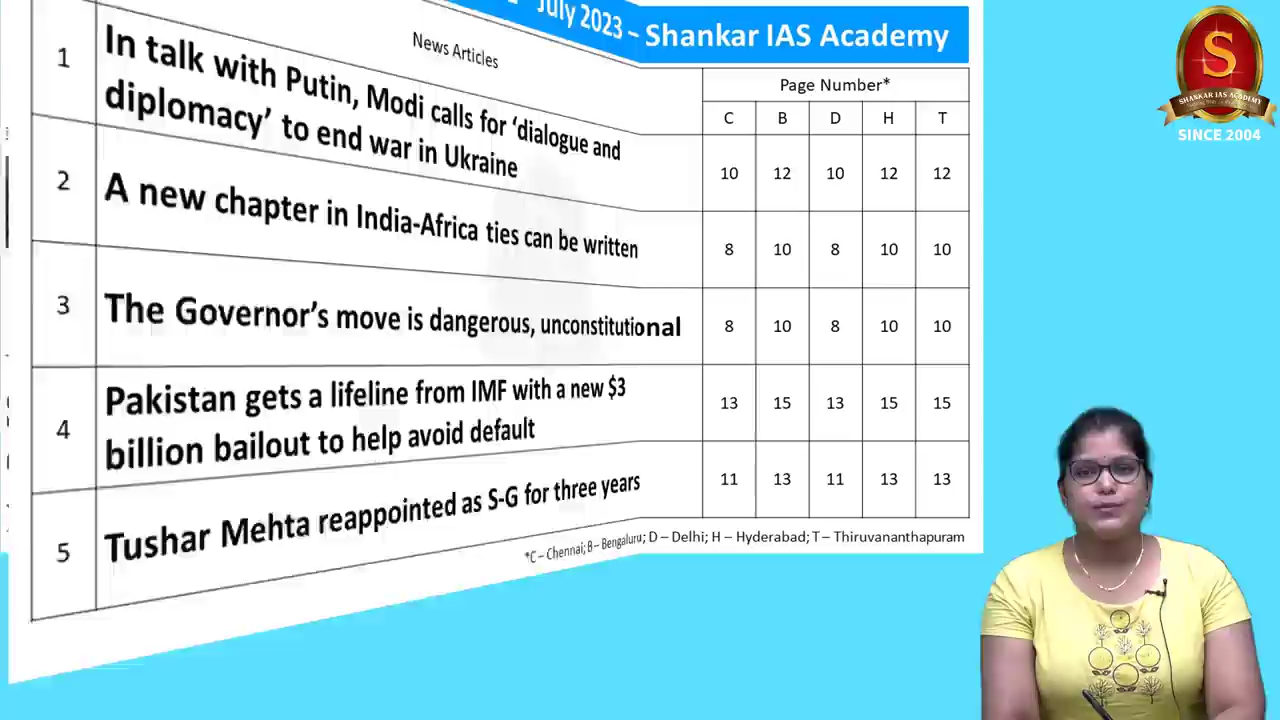 July 2023 – Shankar IAS Academy
News Articles
Page Number*
C B D H T
1 In talk with Putin, Modi calls for ‘dialogue and
diplomacy’ to end war in Ukraine
10 12 10 12 12
2 A new chapter in India-Africa ties can be written
8 10 8 10 10
3 The Governor’s move is dangerous, unconstitutional
8 10 8 10 10
4 Pakistan gets a lifeline from IMF with a new $3
billion bailout to help avoid default
13 15 13 15 15
5 Tushar Mehta reappointed as S-G for three years
11 13 11 13 13
*C – Chennai; B – Bengaluru; D – Delhi; H – Hyderabad; T – Thiruvananthapuram
S
SHANKAR IAS ACADEMY
SINCE 2004